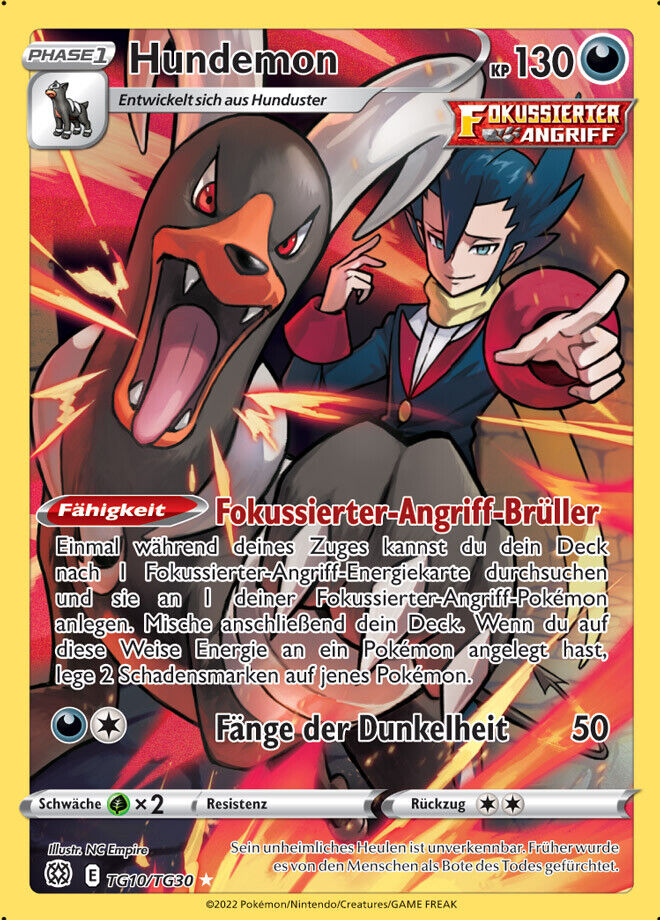 PHASE 1
Hundemon
KP 130
Entwickelt sich aus Hunduster
FOKUSSIERTER
ANGRIFF
Fähigkeit Fokussierter-Angriff-Brüller
Einmal während deines Zuges kannst du dein Deck
nach 1 Fokussierter-Angriff-Energiekarte durchsuchen
und sie an 1 deiner Fokussierter-Angriff-Pokémon
anlegen. Mische anschließend dein Deck. Wenn du auf
diese Weise Energie an ein Pokémon angelegt hast,
lege 2 Schadensmarken auf jenes Pokémon.
Fänge der Dunkelheit 50
Schwäche ×2 Resistenz Rückzug
Illustr. NC Empire
Sein unheimliches Heulen ist unverkennbar. Früher wurde
es von den Menschen als Bote des Todes gefürchtet.
E TG10/TG30 ★
©2022 Pokémon/Nintendo/Creatures/GAME FREAK